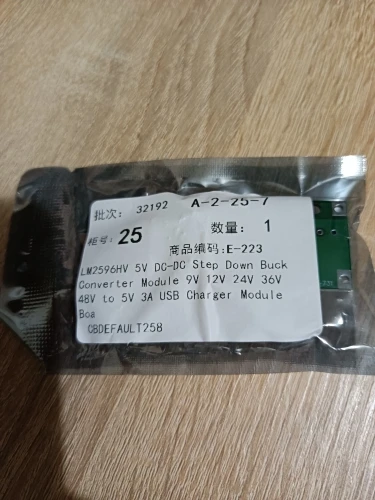 批次: 32192 A-2-25-7
柜号: 25 数量: 1
商品编码:E-223
LM2596HV 5V DC-DC Step Down Buck
Converter Module 9V 12V 24V 36V
48V to 5V 3A USB Charger Module
Boa
CBDEFAULT258